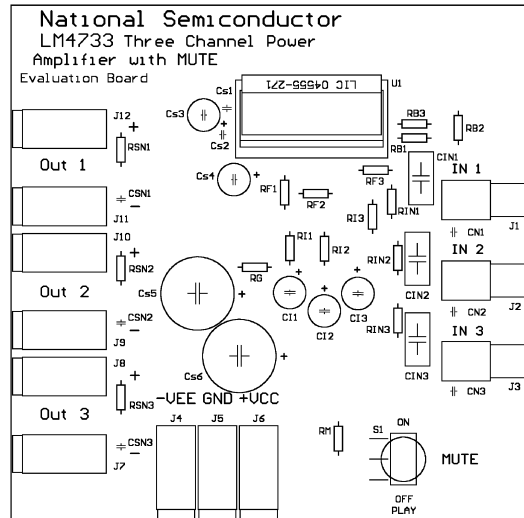 National Semiconductor
LM4733 Three Channel Power
Amplifier with MUTE
Evaluation Board
LIC 04555-271
U1
Cs1
Cs3
Cs2
J12
+
RSN1
Out 1
RB3
RB1
RB2
CIN1
IN 1
Cs4
+
RF1
RF2
RF3
RI3
RIN1
CSN1
-
J11
CN1
J1
J10
+
RSN2
Out 2
RI1
RI2
RIN2
IN 2
RG
Cs5
+
CI1
CI2
CI3
CIN2
CN2
J2
CSN2
-
J9
RIN3
IN 3
J8
+
RSN3
Out 3
Cs6
+
CIN3
CN3
J3
-VEE GND +VCC
J4
J5
J6
CSN3
-
J7
RM
S1
ON
MUTE
OFF
PLAY